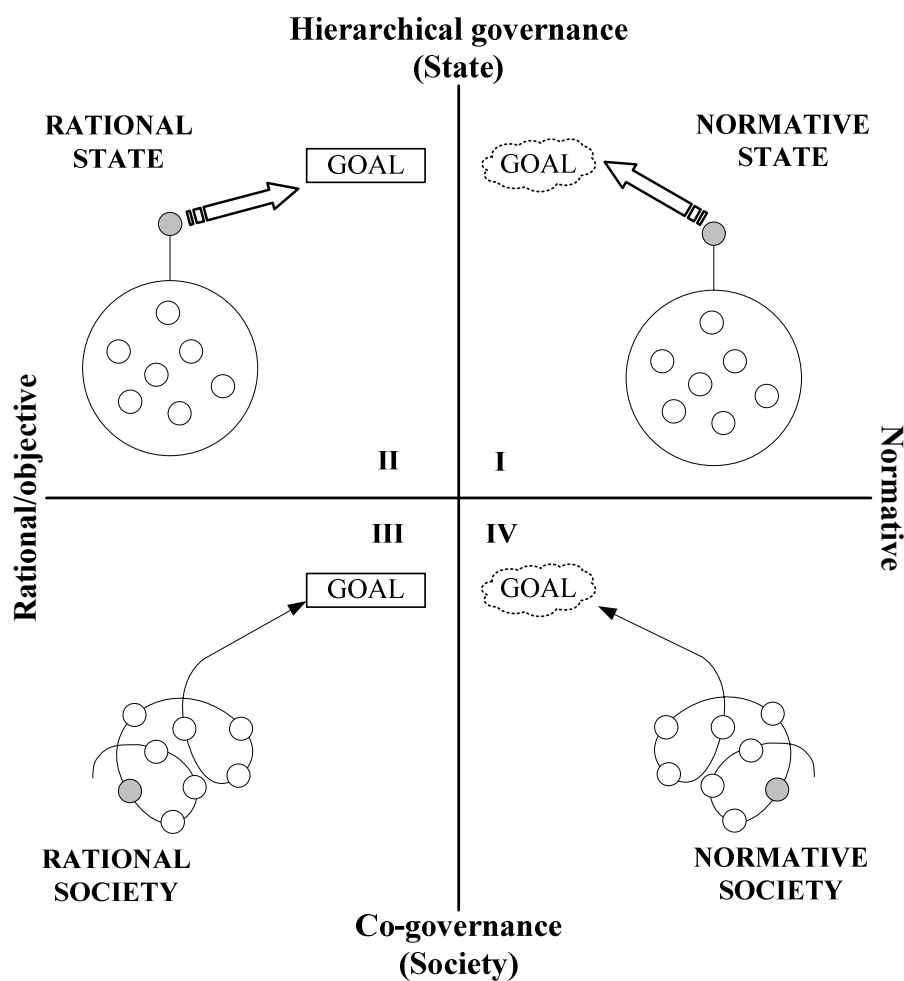 Hierarchical governance
(State)
RATIONAL
STATE
GOAL
GOAL
NORMATIVE
STATE
Rational/objective
II
I
Normative
III
IV
GOAL
GOAL
RATIONAL
SOCIETY
NORMATIVE
SOCIETY
Co-governance
(Society)